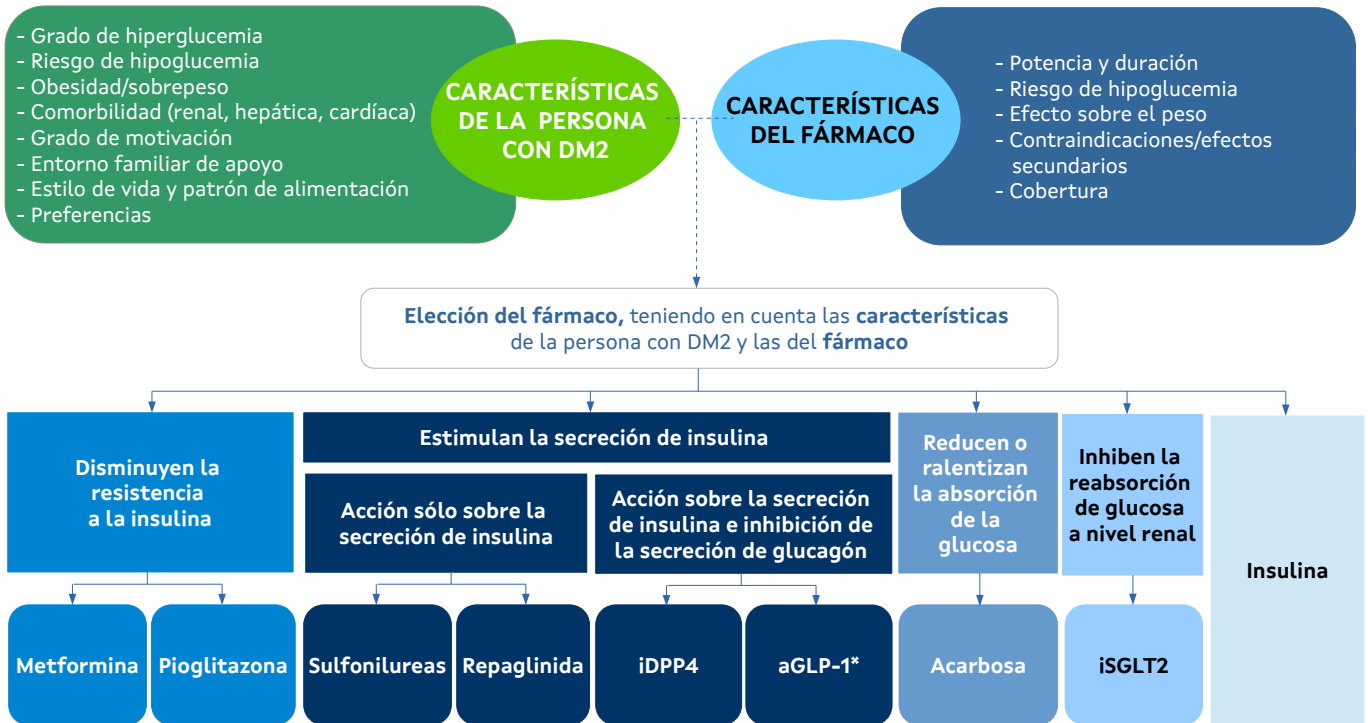 - Grado de hiperglucemia
- Riesgo de hipoglucemia
- Obesidad/sobrepeso
- Comorbilidad (renal, hepática, cardíaca)
- Grado de motivación
- Entorno familiar de apoyo
- Estilo de vida y patrón de alimentación
- Preferencias
CARACTERÍSTICAS
DE LA PERSONA
CON DM2
CARACTERÍSTICAS
DEL FÁRMACO
- Potencia y duración
- Riesgo de hipoglucemia
- Efecto sobre el peso
- Contraindicaciones/efectos
secundarios
- Cobertura
Elección del fármaco, teniendo en cuenta las características
de la persona con DM2 y las del fármaco
Disminuyen la
resistencia
a la insulina
Estimulan la secreción de insulina
Acción sólo sobre la
secreción de insulina
Acción sobre la secreción
de insulina e inhibición de
la secreción de glucagón
Reducen o
ralentizan
la absorción
de la
glucosa
Inhiben la
reabsorción
de glucosa
a nivel renal
Insulina
Metformina
Pioglitazona
Sulfonilureas
Repaglinida
iDPP4
aGLP-1*
Acarbosa
iSGLT2